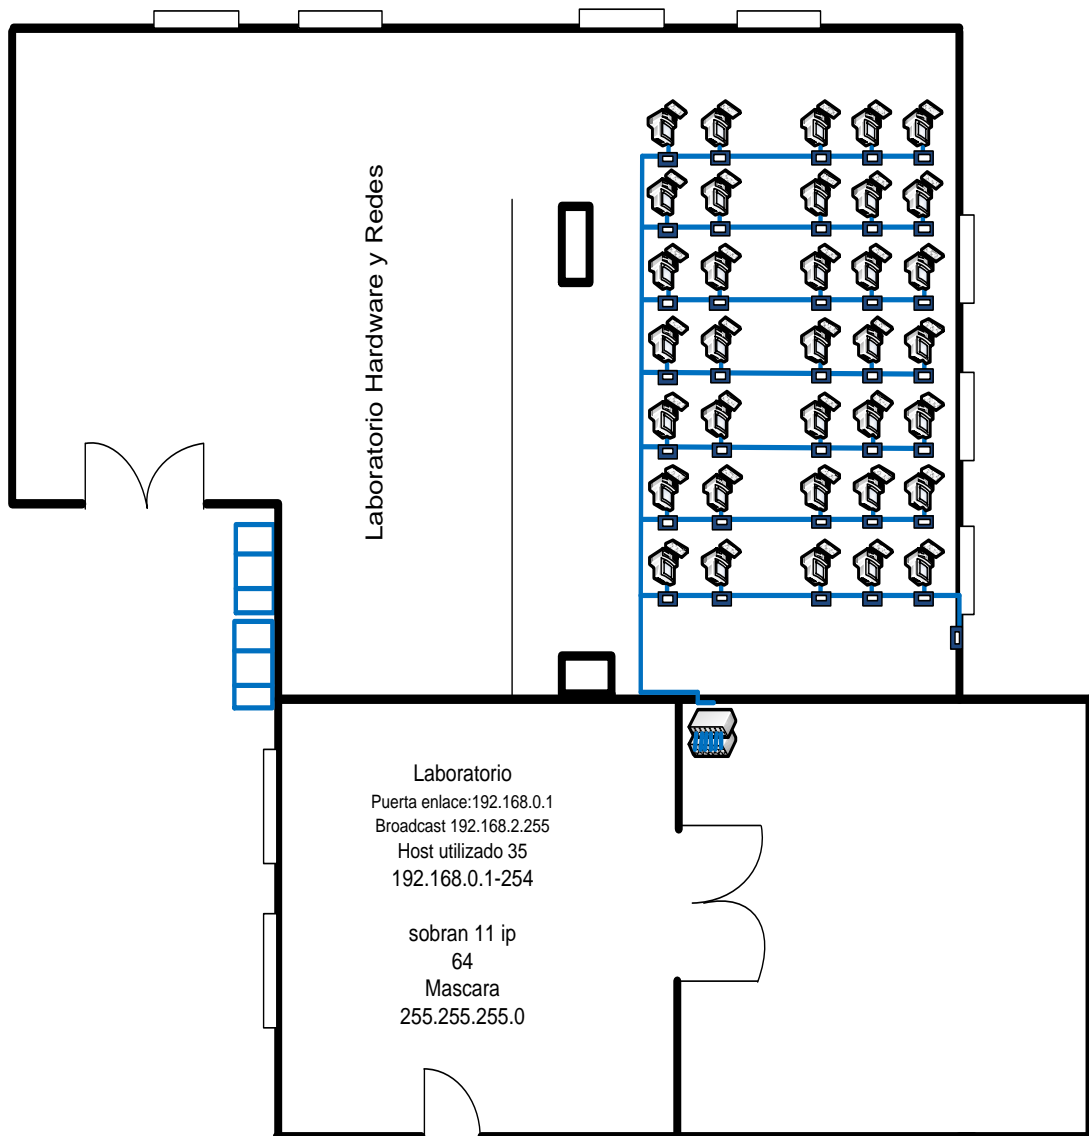 Laboratorio Hardware y Redes
Laboratorio
Puerta enlace:192.168.0.1
Broadcast 192.168.2.255
Host utilizado 35
192.168.0.1-254
sobran 11 ip
64
Mascara
255.255.255.0